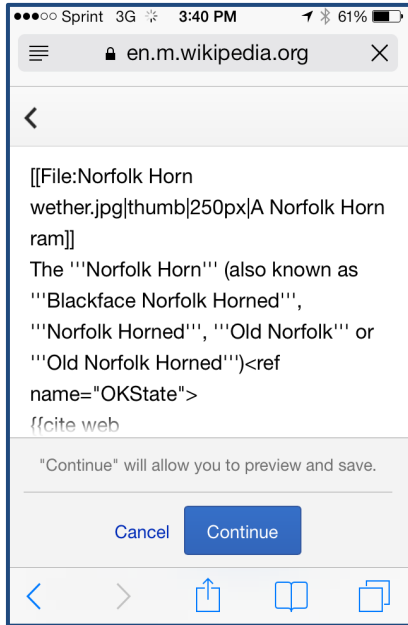 ●●●○○ Sprint 3G 3:40 PM 61%
en.m.wikipedia.org
[[File:Norfolk Horn
wether.jpg|thumb|250px|A Norfolk Horn
ram]]
The '''Norfolk Horn''' (also known as
'''Blackface Norfolk Horned''',
'''Norfolk Horned''', '''Old Norfolk''' or
'''Old Norfolk Horned''')<ref
name="OKState">
{{cite web
"Continue" will allow you to preview and save.
Cancel Continue